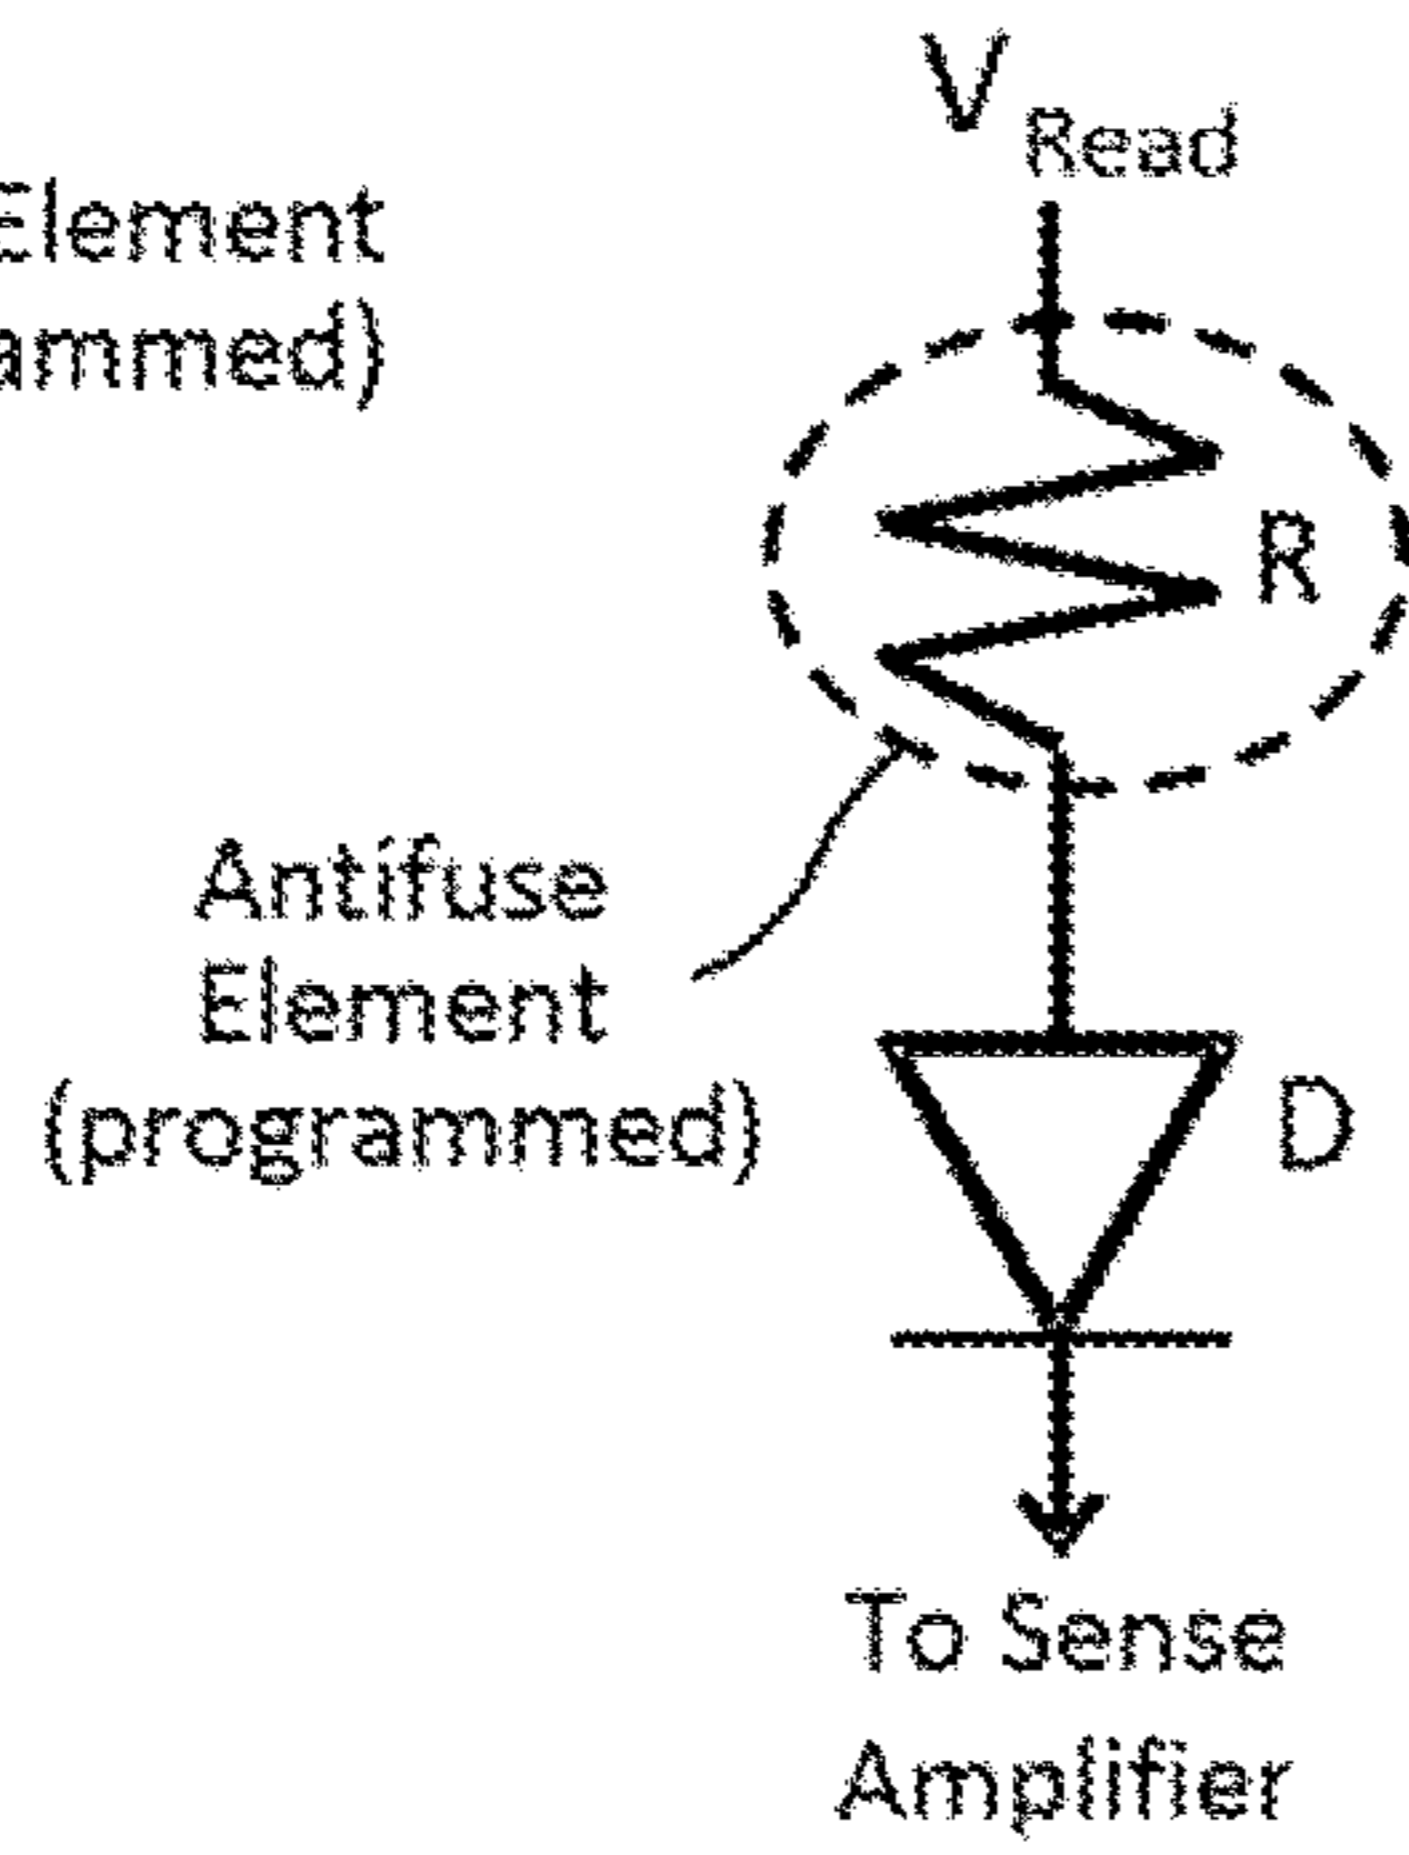 V Read
Element
ammed)
R
Antifuse
Element
(programmed)
D
To Sense
Amplifier